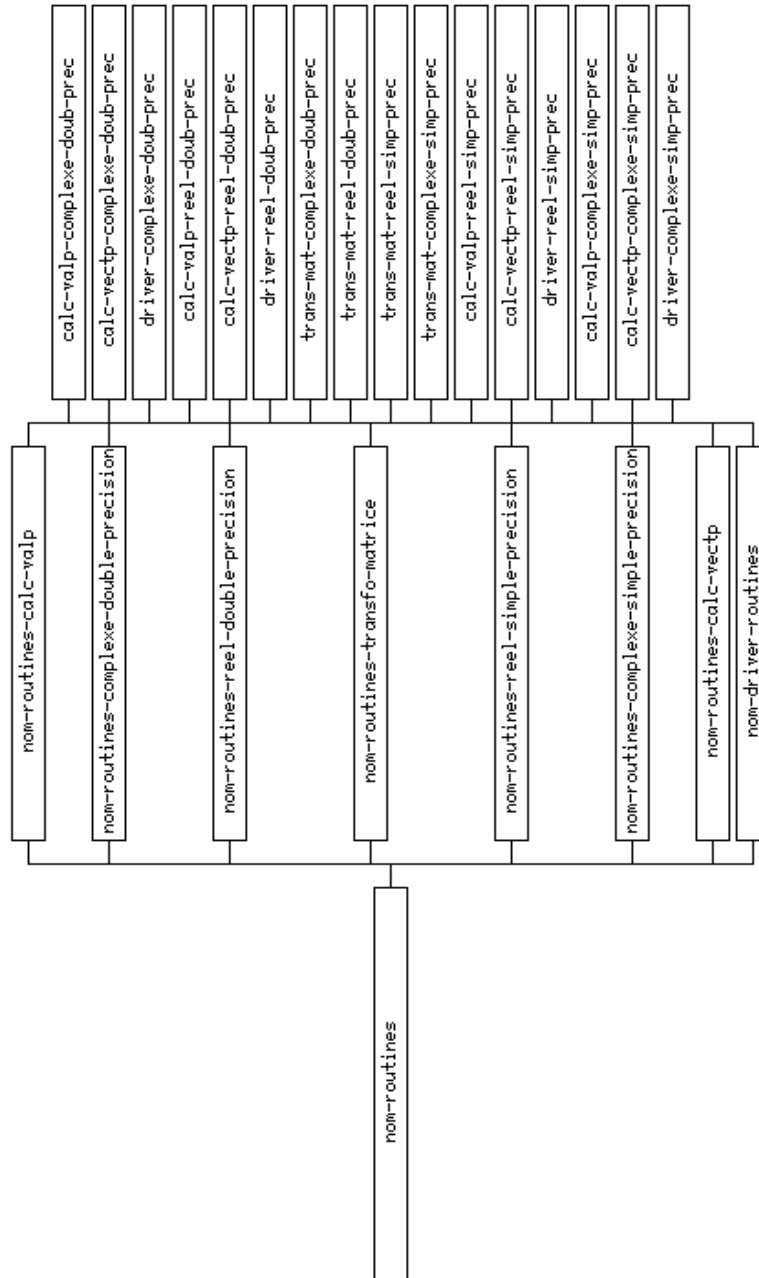 calc-valp-complexe-doub-prec
calc-vectp-complexe-doub-prec
driver-complexe-doub-prec
calc-valp-reel-doub-prec
calc-vectp-reel-doub-prec
driver-reel-doub-prec
trans-mat-complexe-doub-prec
trans-mat-reel-doub-prec
trans-mat-reel-simp-prec
trans-mat-complexe-simp-prec
calc-valp-reel-simp-prec
calc-vectp-reel-simp-prec
driver-reel-simp-prec
calc-valp-complexe-simp-prec
calc-vectp-complexe-simp-prec
driver-complexe-simp-prec
nom-routines-calc-valp
nom-routines-complexe-double-precision
nom-routines-reel-double-precision
nom-routines-transfo-matrice
nom-routines-reel-simple-precision
nom-routines-complexe-simple-precision
nom-routines-calc-vectp
nom-driver-routines
nom-routines